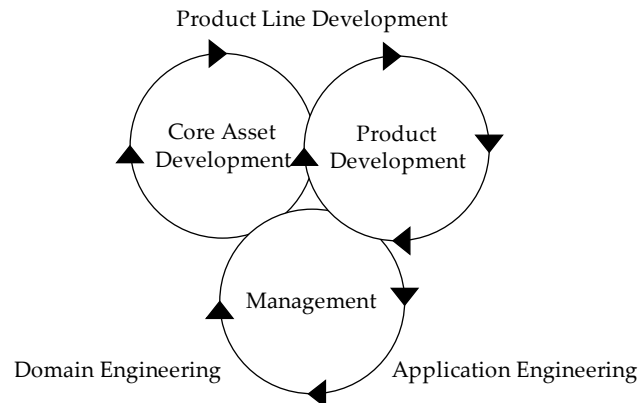 Product Line Development
Core Asset
Development
Product
Development
Management
Domain Engineering
Application Engineering